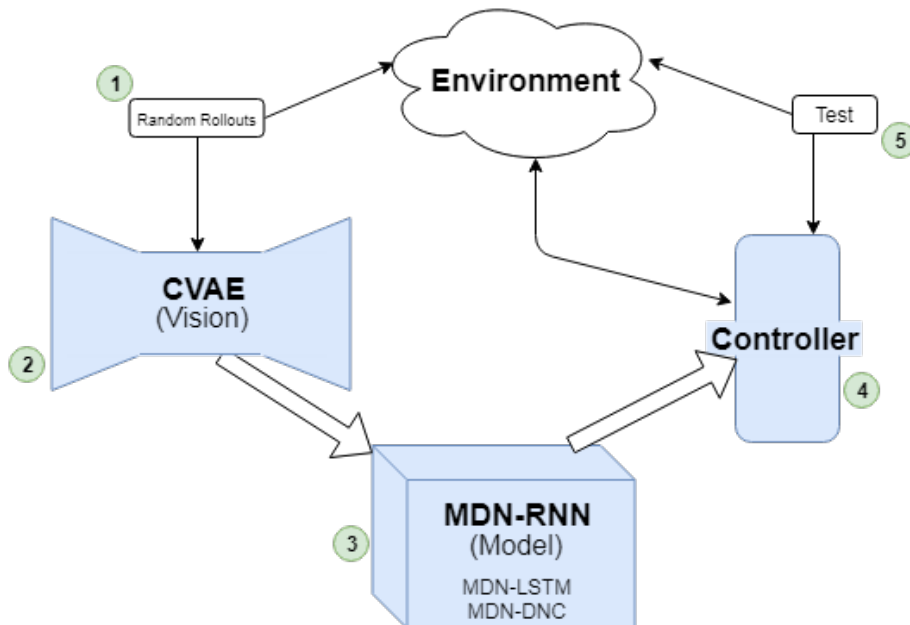 Environment
1
Random Rollouts
Test
5
CVAE
(Vision)
2
Controller
4
MDN-RNN
(Model)
3
MDN-LSTM
MDN-DNC